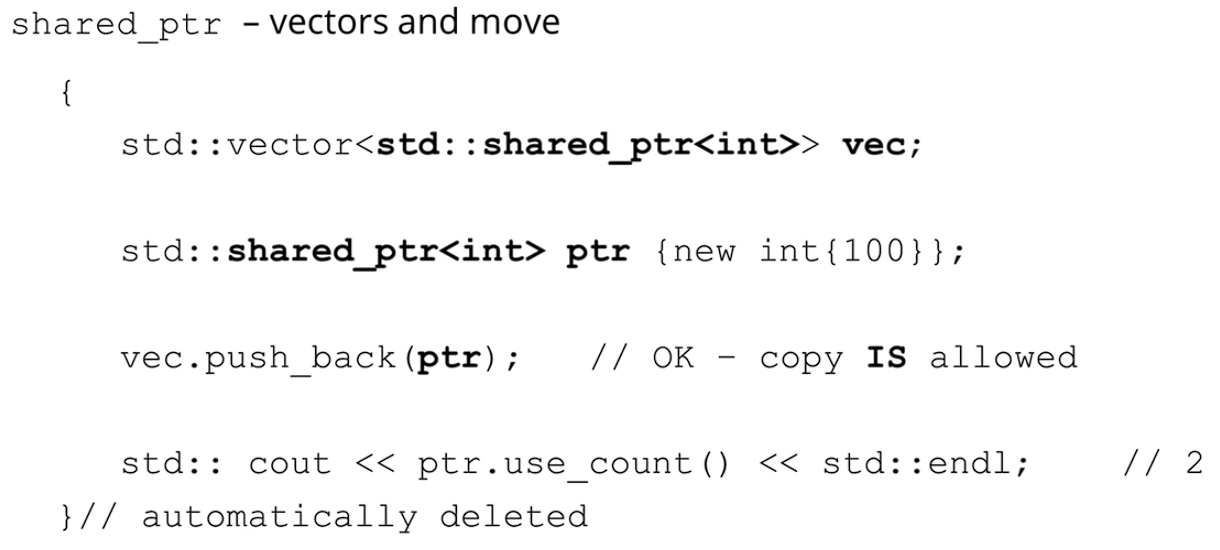 shared_ptr – vectors and move
{
std::vector<std::shared_ptr<int>> vec;
std::shared_ptr<int> ptr {new int{100}};
vec.push_back(ptr); // OK – copy IS allowed
std:: cout << ptr.use_count() << std::endl; // 2
}// automatically deleted